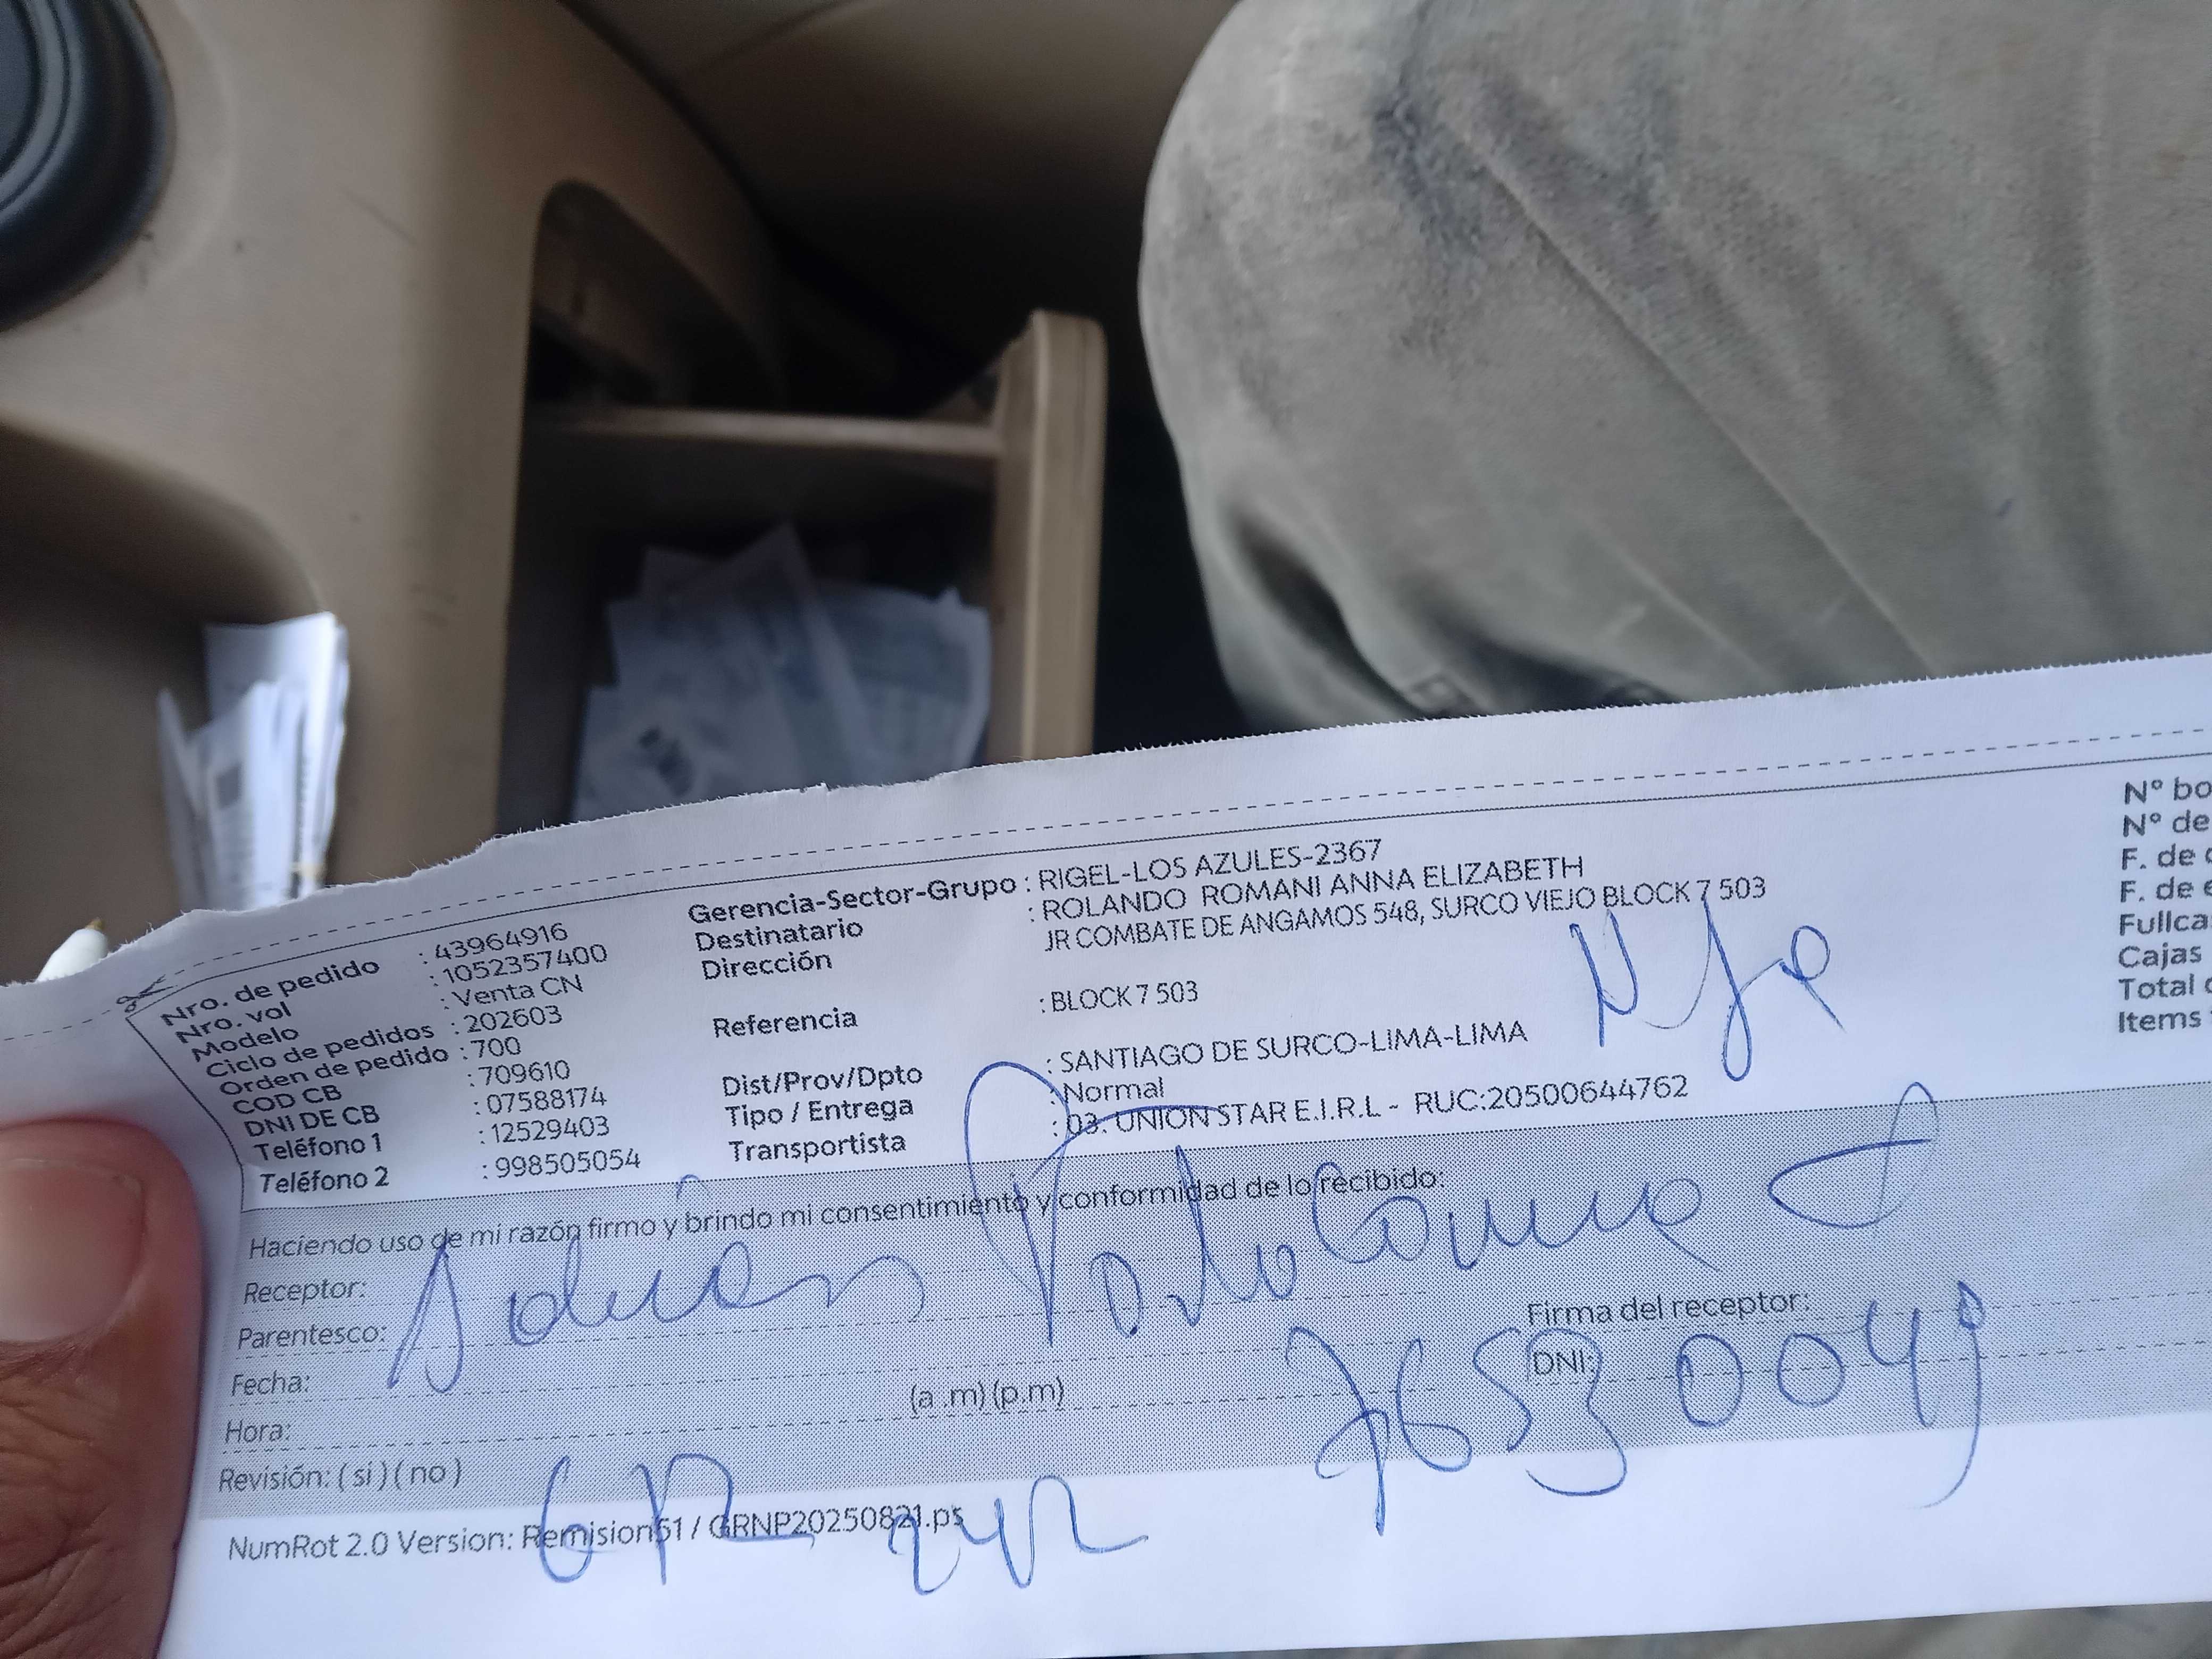 Nro. de pedido : 43964916
Nro. vol : 1052357400
Modelo : Venta CN
Ciclo de pedidos : 202603
Orden de pedido : 700
COD CB : 709610
DNI DE CB : 07588174
Teléfono 1 : 12529403
Teléfono 2 : 998505054
Gerencia-Sector-Grupo : RIGEL-LOS AZULES-2367
Destinatario : ROLANDO ROMANI ANNA ELIZABETH
Dirección JR COMBATE DE ANGAMOS 548, SURCO VIEJO BLOCK 7 503
Referencia : BLOCK 7 503
Dist/Prov/Dpto : SANTIAGO DE SURCO-LIMA-LIMA
Tipo / Entrega : Normal
Transportista : 03. UNION STAR E.I.R.L - RUC:20500644762
Nº bo
Nº de
F. de
F. de
Fullca
Cajas
Total
Items
Haciendo uso de mi razón firmo y brindo mi consentimiento y conformidad de lo recibido:
Receptor: Adrián
Parentesco:
Fecha:
Hora: (a .m) (p.m)
Revisión: ( si ) ( no )
Firma del receptor:
DNI: 76530049
NumRot 2.0 Version: Remision51 / GRNP20250821.ps